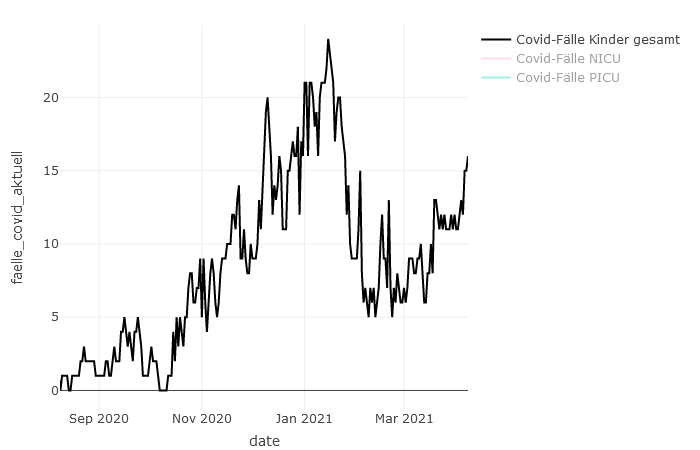 Covid-Fälle Kinder gesamt
Covid-Fälle NICU
Covid-Fälle PICU
faelle_covid_aktuell
20
15
10
5
0
Sep 2020
Nov 2020
Jan 2021
Mar 2021
date